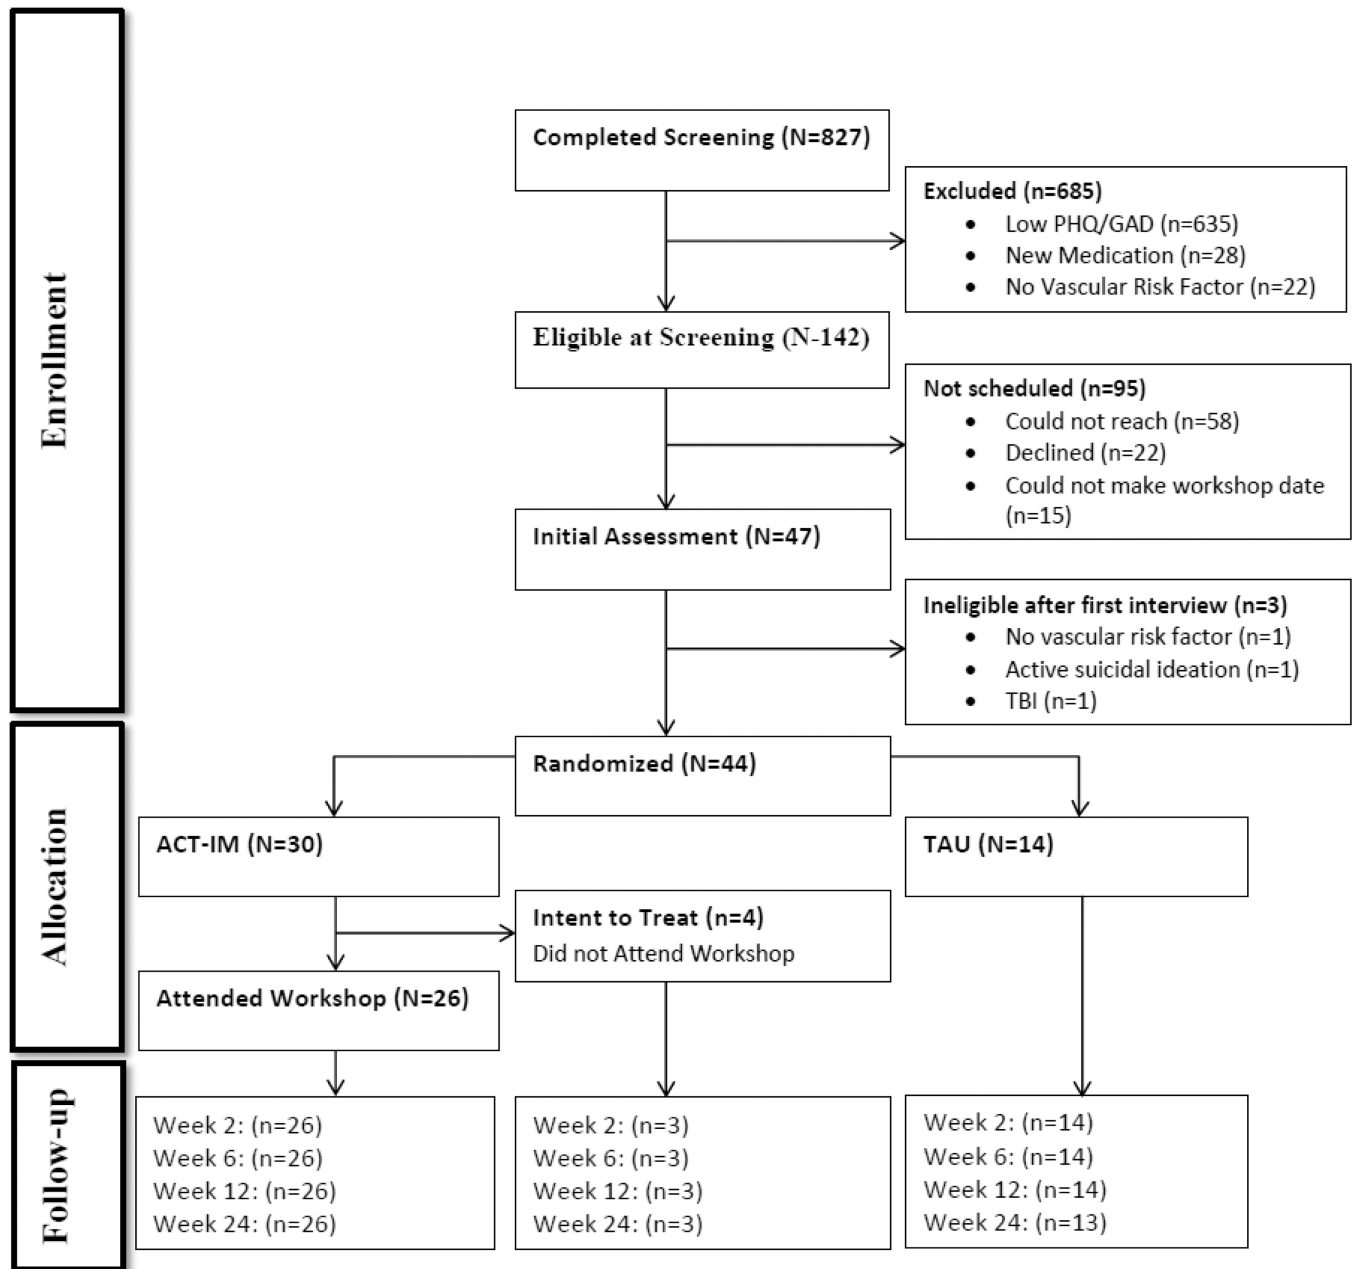 Enrollment
Completed Screening (N=827)
Excluded (n=685)
• Low PHQ/GAD (n=635)
• New Medication (n=28)
• No Vascular Risk Factor (n=22)
Eligible at Screening (N-142)
Not scheduled (n=95)
• Could not reach (n=58)
• Declined (n=22)
• Could not make workshop date
(n=15)
Initial Assessment (N=47)
Ineligible after first interview (n=3)
• No vascular risk factor (n=1)
• Active suicidal ideation (n=1)
• TBI (n=1)
Allocation
Randomized (N=44)
ACT-IM (N=30)
TAU (N=14)
Intent to Treat (n=4)
Did not Attend Workshop
Attended Workshop (N=26)
Follow-up
Week 2: (n=26)
Week 6: (n=26)
Week 12: (n=26)
Week 24: (n=26)
Week 2: (n=3)
Week 6: (n=3)
Week 12: (n=3)
Week 24: (n=3)
Week 2: (n=14)
Week 6: (n=14)
Week 12: (n=14)
Week 24: (n=13)